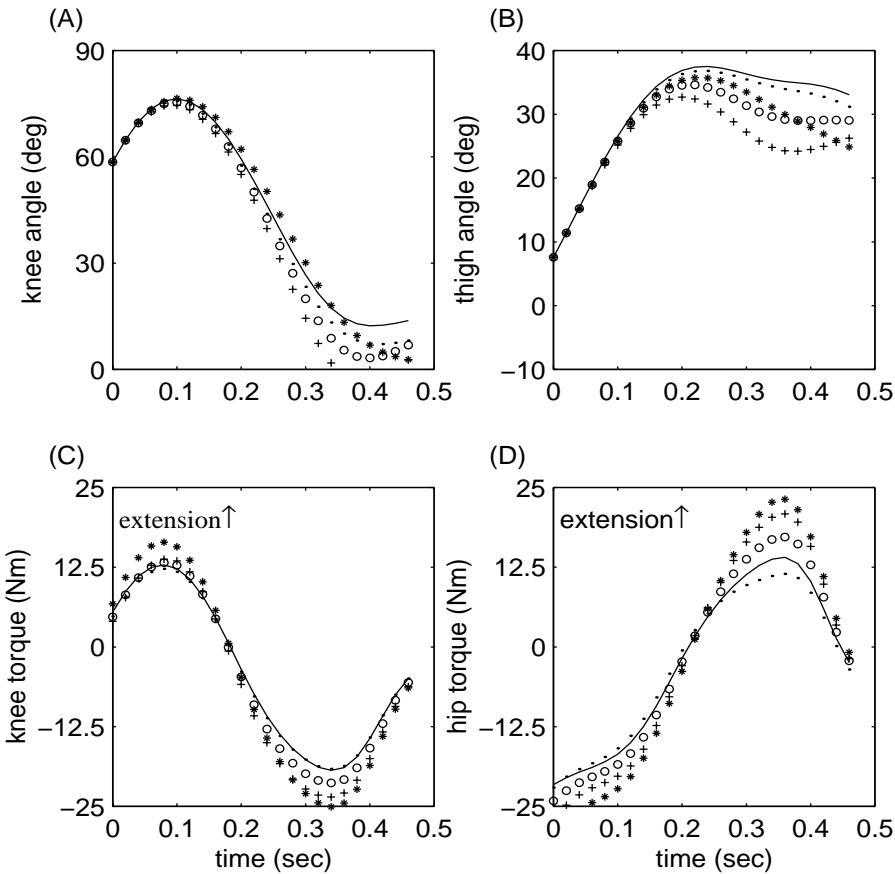 (A)
90
60
30
0
knee angle (deg)
0 0.1 0.2 0.3 0.4 0.5
(B)
40
30
20
10
0
−10
thigh angle (deg)
0 0.1 0.2 0.3 0.4 0.5
(C)
25
12.5
0
−12.5
−25
knee torque (Nm)
extension↑
0 0.1 0.2 0.3 0.4 0.5
time (sec)
(D)
25
12.5
0
−12.5
−25
hip torque (Nm)
extension↑
0 0.1 0.2 0.3 0.4 0.5
time (sec)